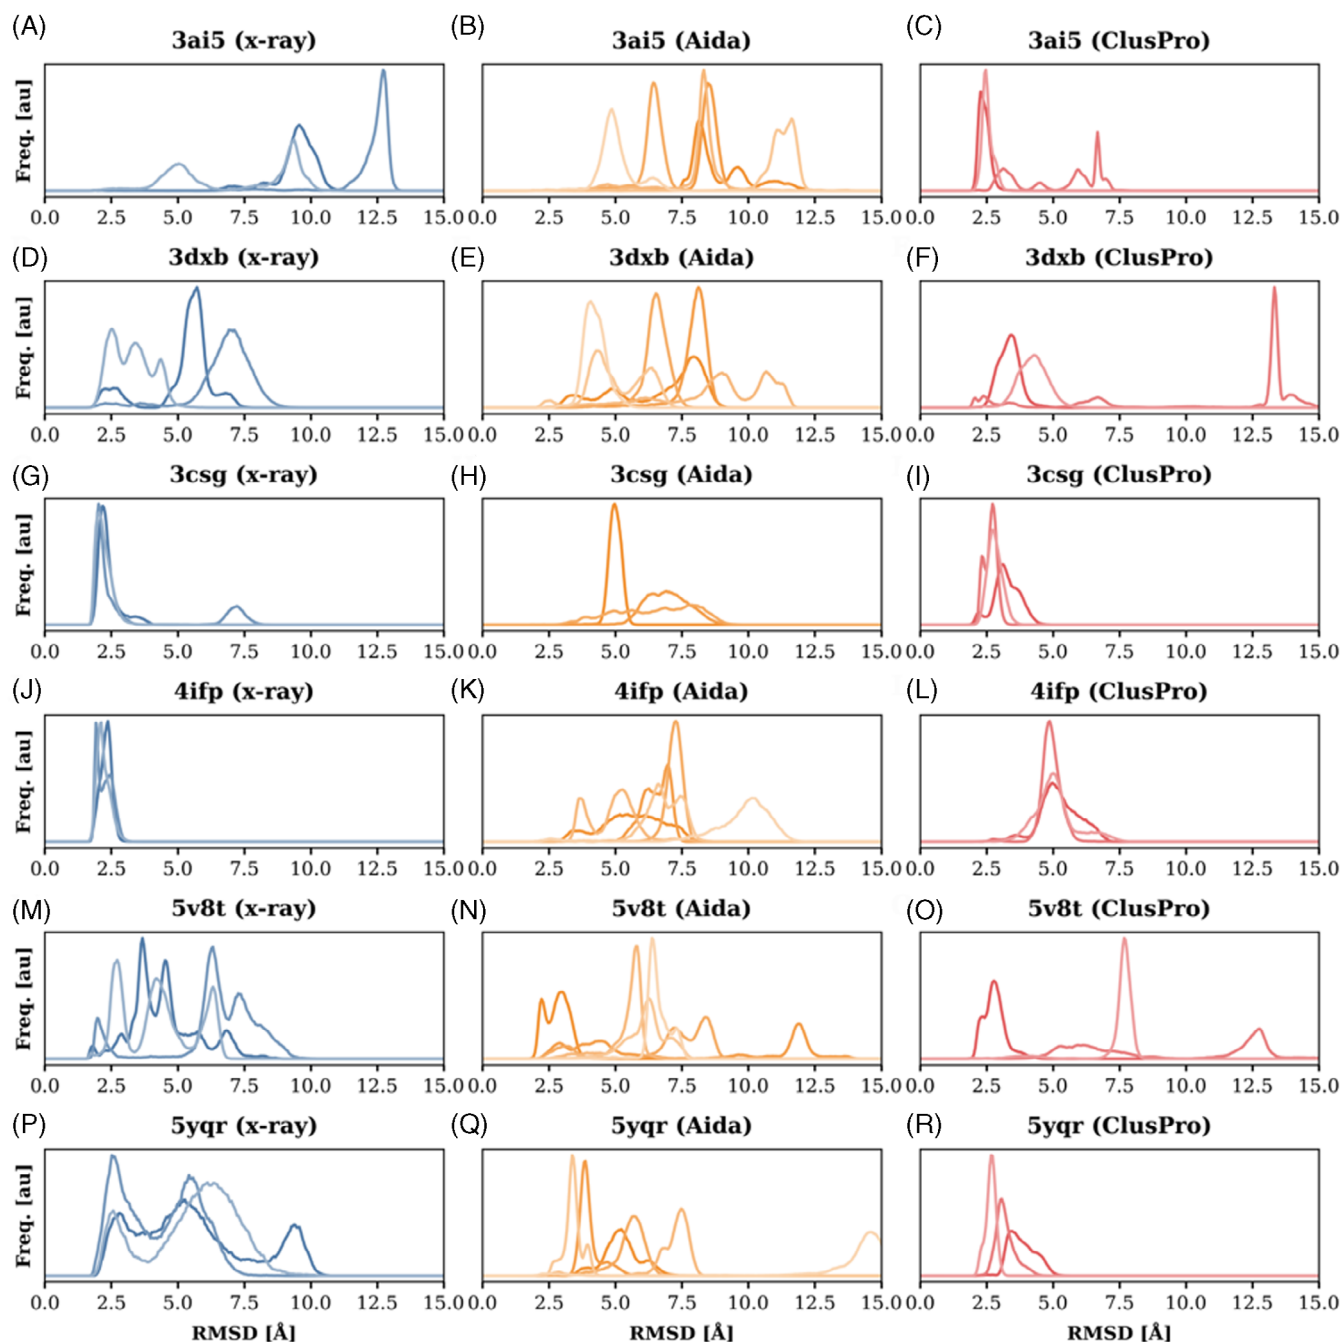 (A) 3ai5 (x-ray) (B) 3ai5 (Aida) (C) 3ai5 (ClusPro)
Freq. [au]
0.0 2.5 5.0 7.5 10.0 12.5 15.0 0.0 2.5 5.0 7.5 10.0 12.5 15.0 0.0 2.5 5.0 7.5 10.0 12.5 15.0
(D) 3dxb (x-ray) (E) 3dxb (Aida) (F) 3dxb (ClusPro)
Freq. [au]
0.0 2.5 5.0 7.5 10.0 12.5 15.0 0.0 2.5 5.0 7.5 10.0 12.5 15.0 0.0 2.5 5.0 7.5 10.0 12.5 15.0
(G) 3csg (x-ray) (H) 3csg (Aida) (I) 3csg (ClusPro)
Freq. [au]
0.0 2.5 5.0 7.5 10.0 12.5 15.0 0.0 2.5 5.0 7.5 10.0 12.5 15.0 0.0 2.5 5.0 7.5 10.0 12.5 15.0
(J) 4ifp (x-ray) (K) 4ifp (Aida) (L) 4ifp (ClusPro)
Freq. [au]
0.0 2.5 5.0 7.5 10.0 12.5 15.0 0.0 2.5 5.0 7.5 10.0 12.5 15.0 0.0 2.5 5.0 7.5 10.0 12.5 15.0
(M) 5v8t (x-ray) (N) 5v8t (Aida) (O) 5v8t (ClusPro)
Freq. [au]
0.0 2.5 5.0 7.5 10.0 12.5 15.0 0.0 2.5 5.0 7.5 10.0 12.5 15.0 0.0 2.5 5.0 7.5 10.0 12.5 15.0
(P) 5yqr (x-ray) (Q) 5yqr (Aida) (R) 5yqr (ClusPro)
Freq. [au]
0.0 2.5 5.0 7.5 10.0 12.5 15.0 0.0 2.5 5.0 7.5 10.0 12.5 15.0 0.0 2.5 5.0 7.5 10.0 12.5 15.0
RMSD [Å] RMSD [Å] RMSD [Å]